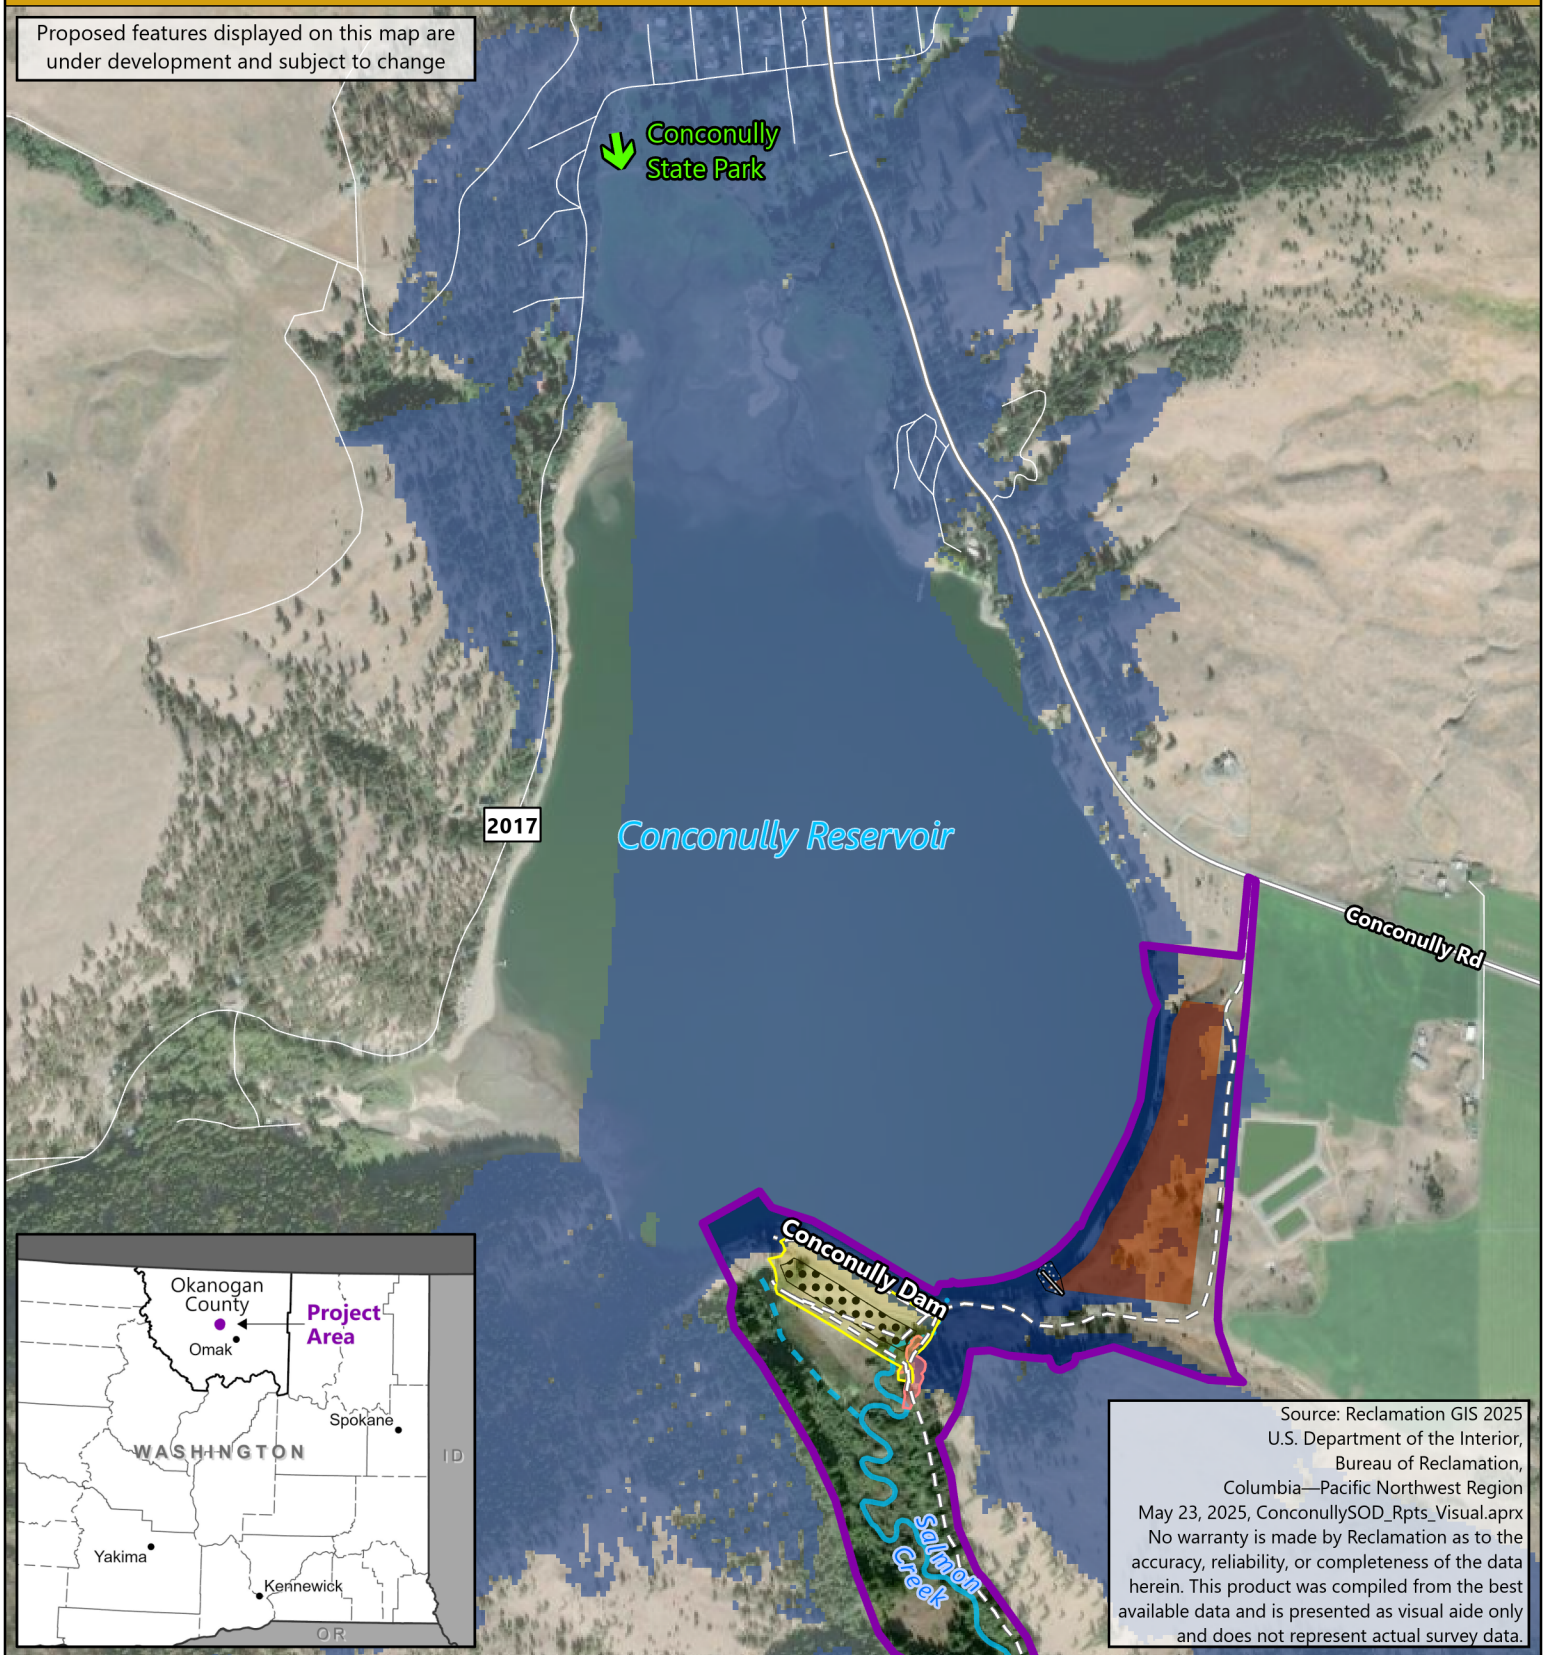 Proposed features displayed on this map are
under development and subject to change
Conconully
State Park
2017
Conconully Reservoir
Conconully Rd
Conconully Dam
Salmon
Creek
Okanogan
County
Project
Area
Omak
Spokane
WASHINGTON
ID
Yakima
Kennewick
OR
Source: Reclamation GIS 2025
U.S. Department of the Interior,
Bureau of Reclamation,
Columbia—Pacific Northwest Region
May 23, 2025, ConconullySOD_Rpts_Visual.aprx
No warranty is made by Reclamation as to the
accuracy, reliability, or completeness of the data
herein. This product was compiled from the best
available data and is presented as visual aide only
and does not represent actual survey data.